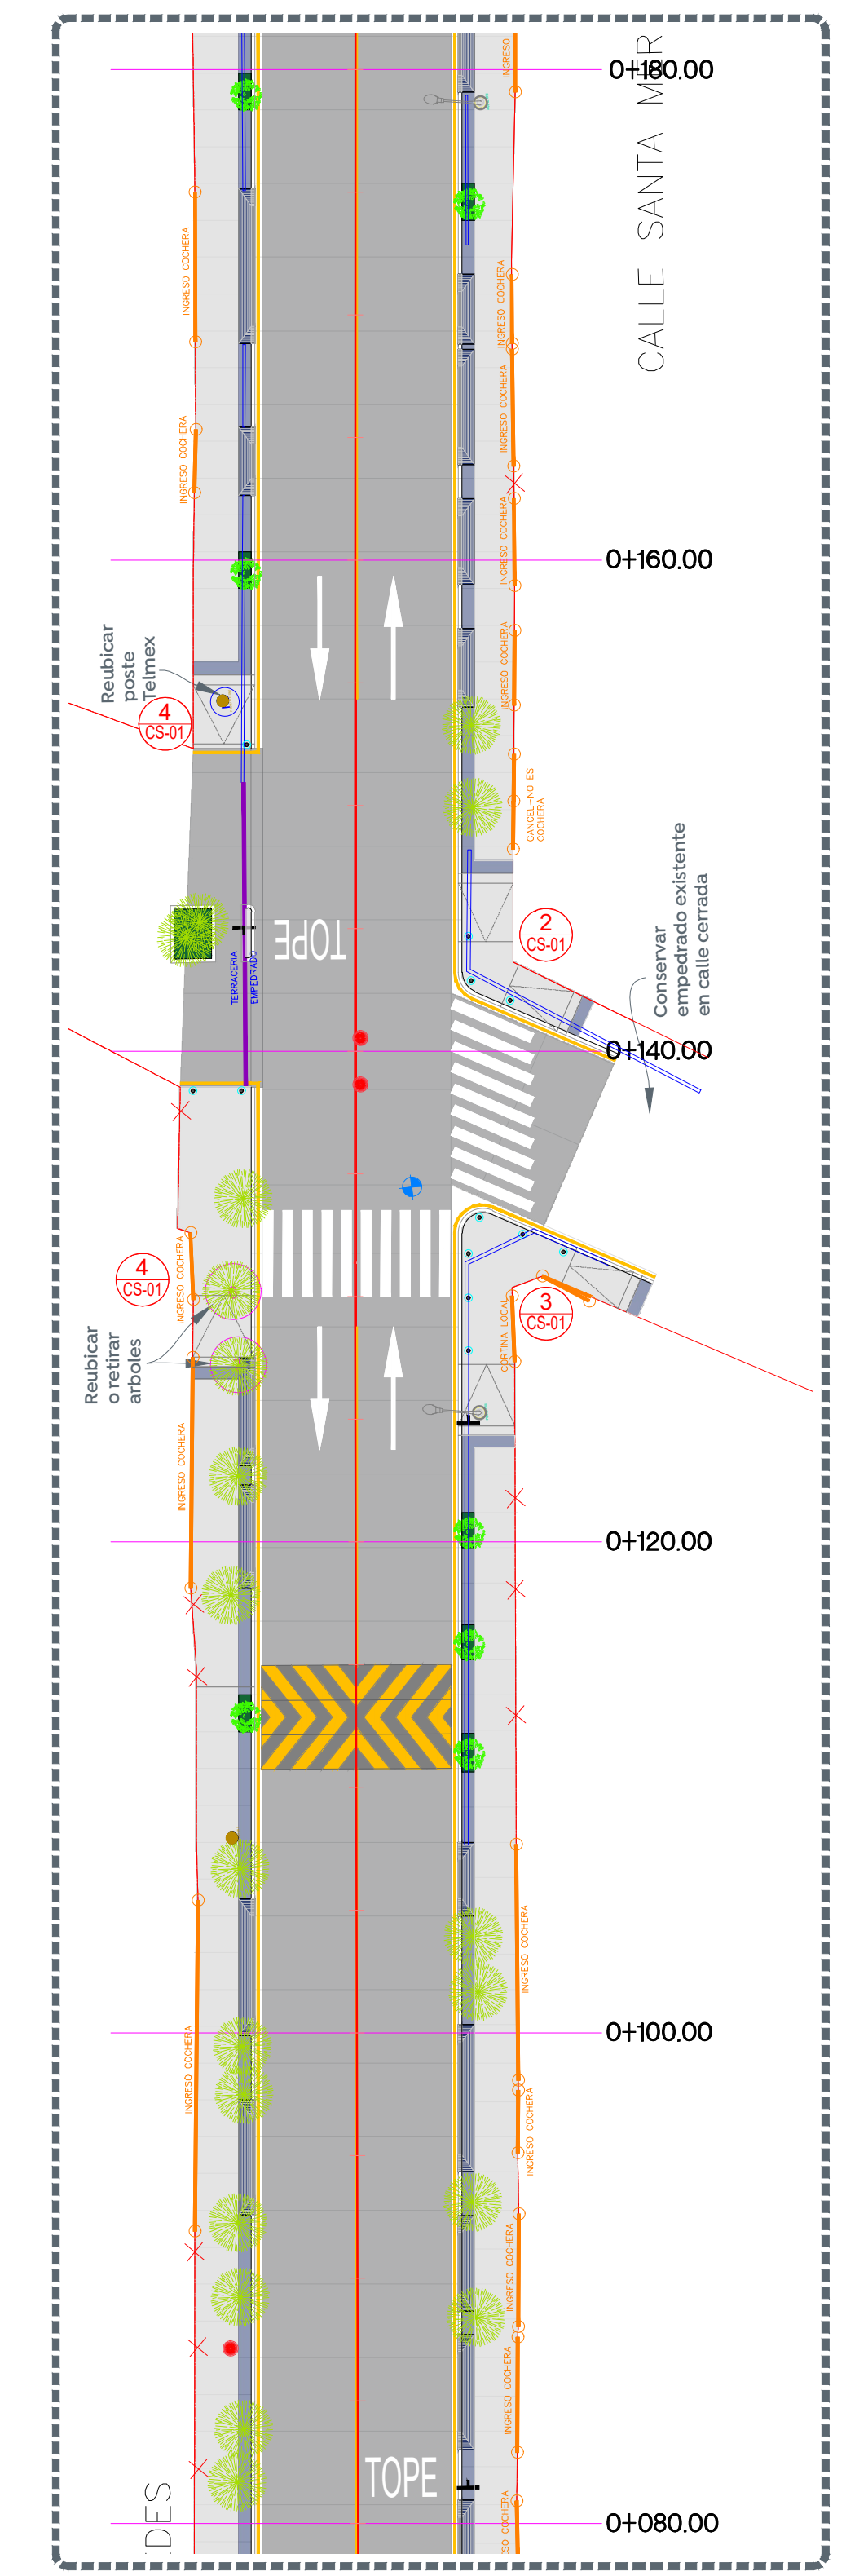 INGRESO
0+180.00
CALLE SANTA MER
INGRESO COCHERA
INGRESO COCHERA
INGRESO COCHERA
INGRESO COCHERA
INGRESO COCHERA
0+160.00
INGRESO COCHERA
Reubicar
poste
Telmex
4
CS-01
CANCEL-NO ES
COCHERA
TOPE
2
CS-01
Conservar
empedrado existente
en calle cerrada
TERRACERIA
EMPEDRADO
0+140.00
INGRESO COCHERA
4
CS-01
3
CS-01
CORTINA LOCAL
Reubicar
o retirar
arboles
INGRESO COCHERA
0+120.00
INGRESO COCHERA
0+100.00
INGRESO COCHERA
INGRESO COCHERA
INGRESO COCHERA
INGRESO COCHERA
TOPE
EDES
SO COCHERA
0+080.00